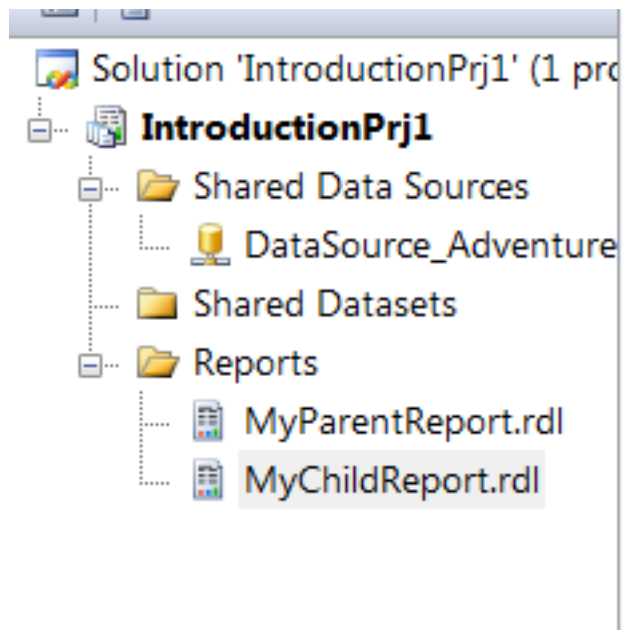 Solution 'IntroductionPrj1' (1 pro
IntroductionPrj1
Shared Data Sources
DataSource_Adventure
Shared Datasets
Reports
MyParentReport.rdl
MyChildReport.rdl